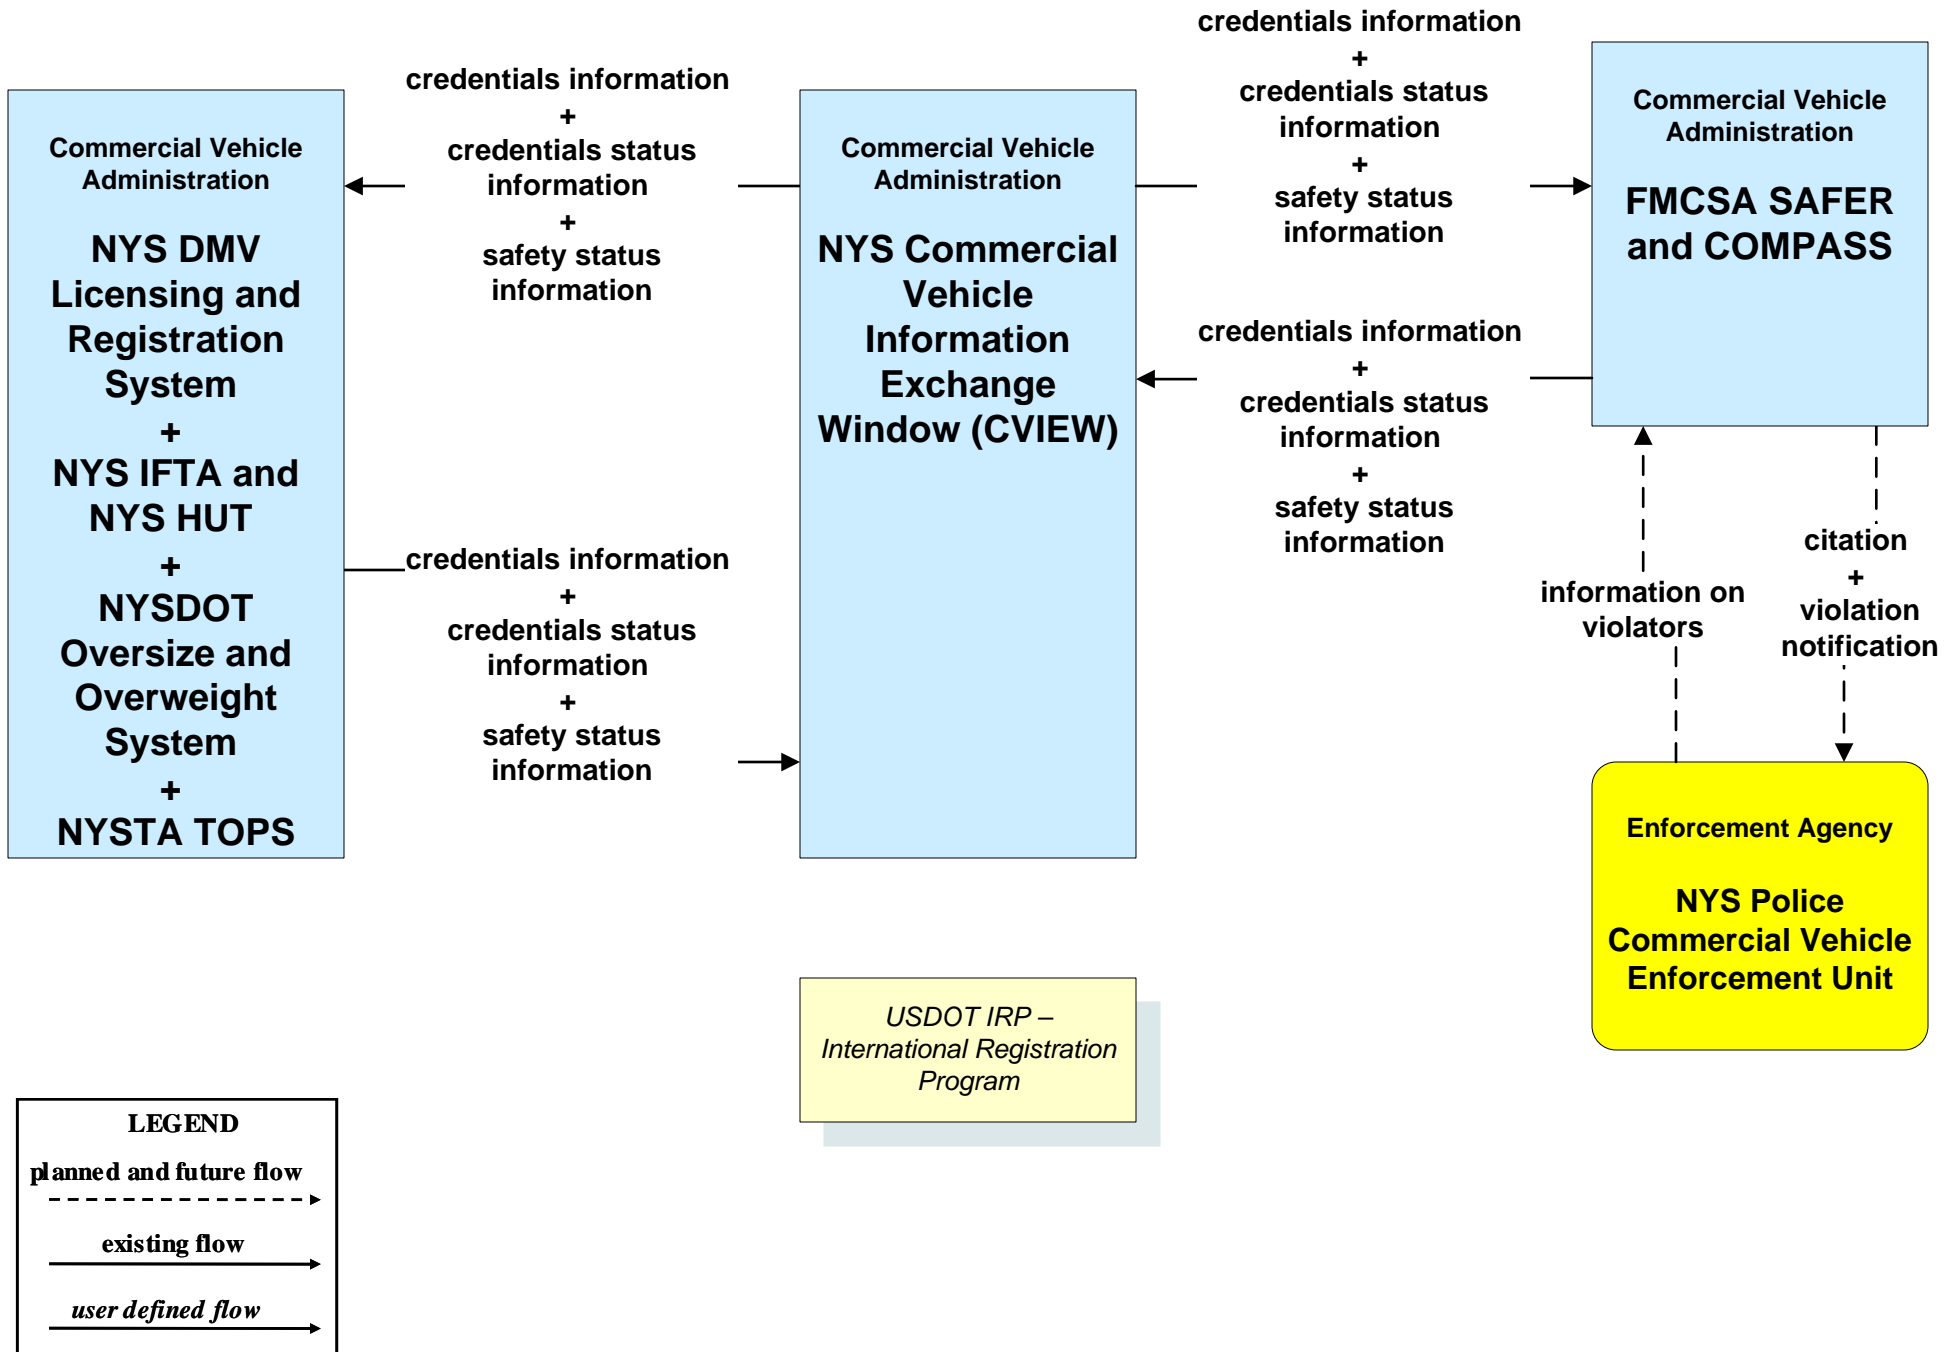 Commercial Vehicle
Administration
NYS DMV
Licensing and
Registration
System
+
NYS IFTA and
NYS HUT
+
NYSDOT
Oversize and
Overweight
System
+
NYSTA TOPS
credentials information
+
credentials status
information
+
safety status
information
credentials information
+
credentials status
information
+
safety status
information
Commercial Vehicle
Administration
NYS Commercial
Vehicle
Information
Exchange
Window (CVIEW)
credentials information
+
credentials status
information
+
safety status
information
credentials information
+
credentials status
information
+
safety status
information
Commercial Vehicle
Administration
FMCSA SAFER
and COMPASS
information on
violators
citation
+
violation
notification
Enforcement Agency
NYS Police
Commercial Vehicle
Enforcement Unit
USDOT IRP –
International Registration
Program
LEGEND
planned and future flow
existing flow
user defined flow